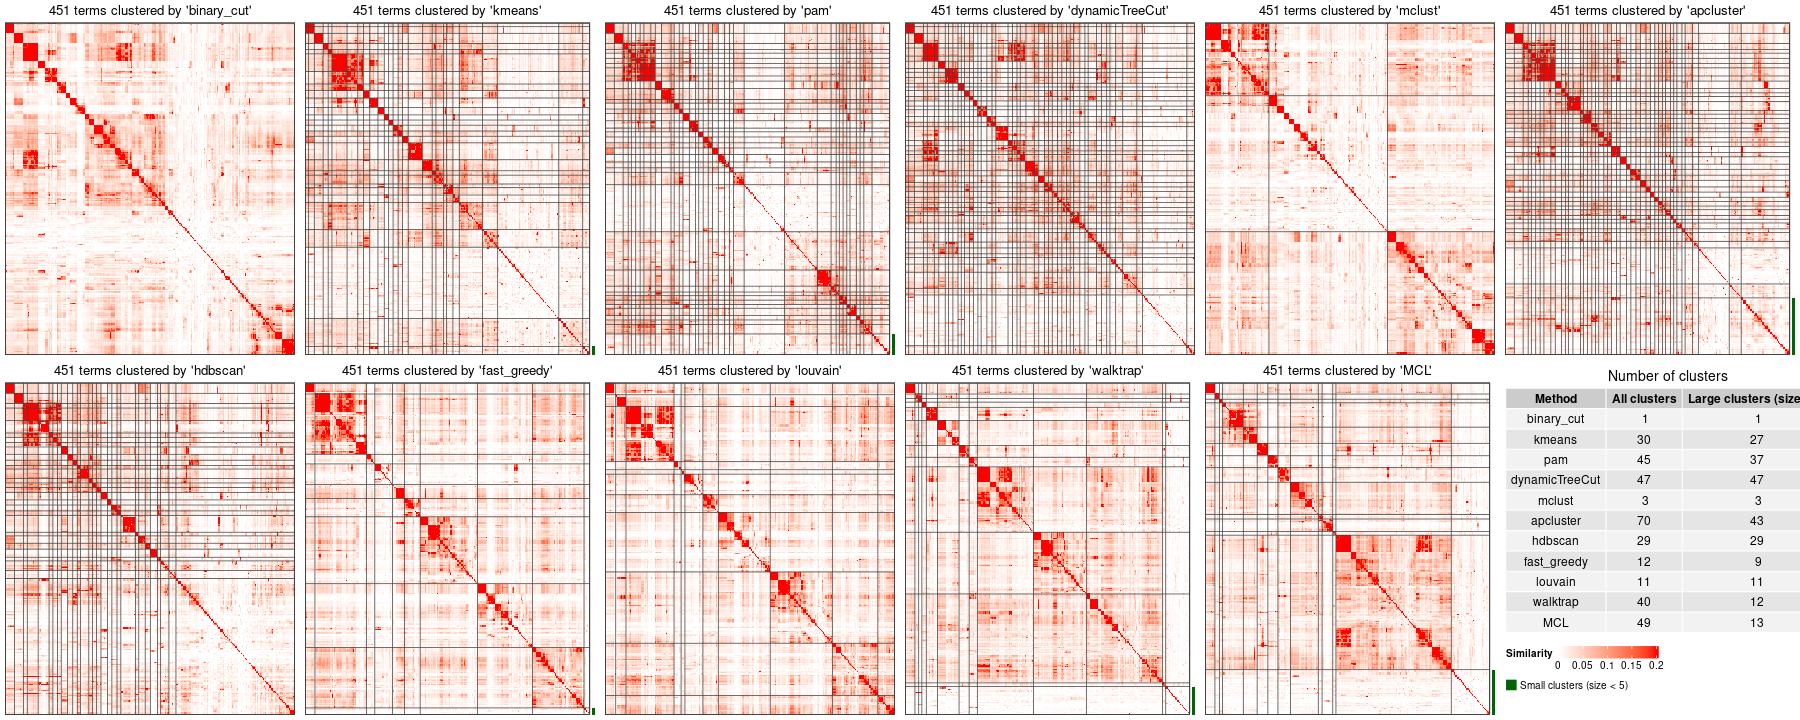 451 terms clustered by 'binary_cut'
451 terms clustered by 'kmeans'
451 terms clustered by 'pam'
451 terms clustered by 'dynamicTreeCut'
451 terms clustered by 'mclust'
451 terms clustered by 'apcluster'
451 terms clustered by 'hdbscan'
451 terms clustered by 'fast_greedy'
451 terms clustered by 'louvain'
451 terms clustered by 'walktrap'
451 terms clustered by 'MCL'
Number of clusters
Method All clusters Large clusters (size
binary_cut 1 1
kmeans 30 27
pam 45 37
dynamicTreeCut 47 47
mclust 3 3
apcluster 70 43
hdbscan 29 29
fast_greedy 12 9
louvain 11 11
walktrap 40 12
MCL 49 13
Similarity
0 0.05 0.1 0.15 0.2
Small clusters (size < 5)